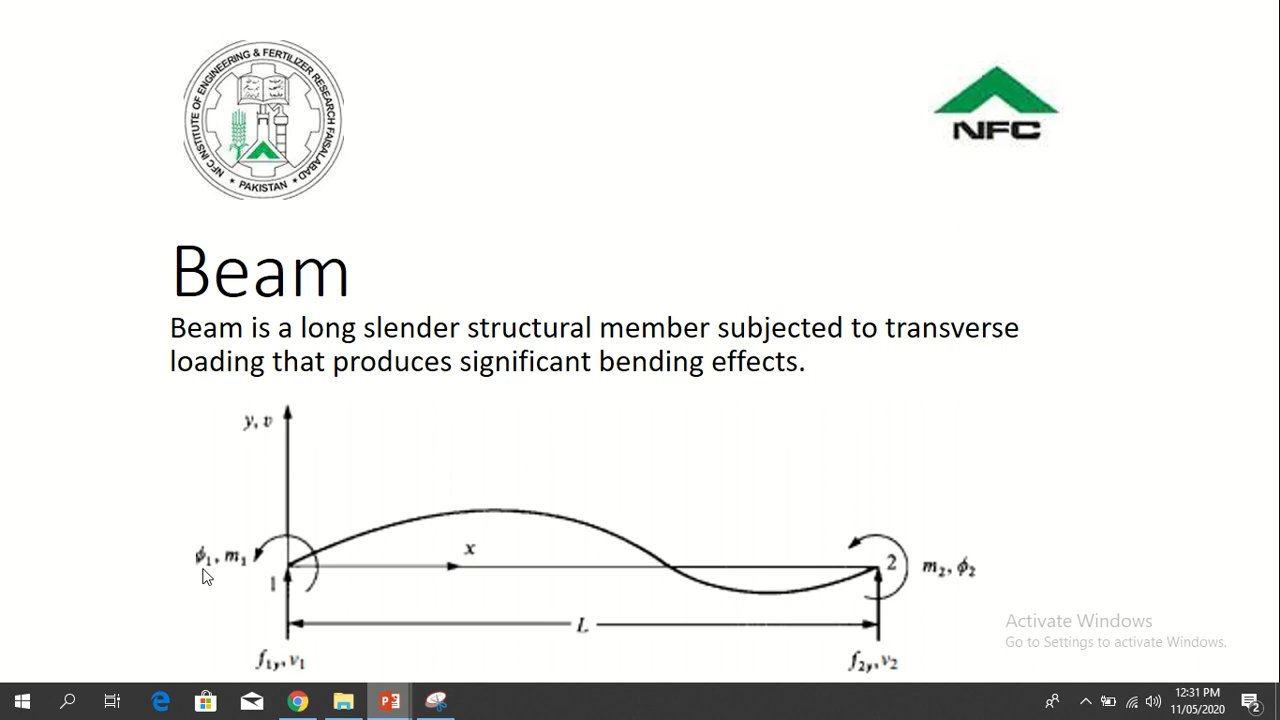 NFC INSTITUTE OF ENGINEERING & FERTILIZER RESEARCH FAISALABAD
* PAKISTAN *
NFC
Beam
Beam is a long slender structural member subjected to transverse
loading that produces significant bending effects.
y, v
ϕ₁, m₁
x
1
2
m₂, ϕ₂
L
f₁y, v₁
f₂y, v₂
Activate Windows
Go to Settings to activate Windows.
12:31 PM
11/05/2020
2